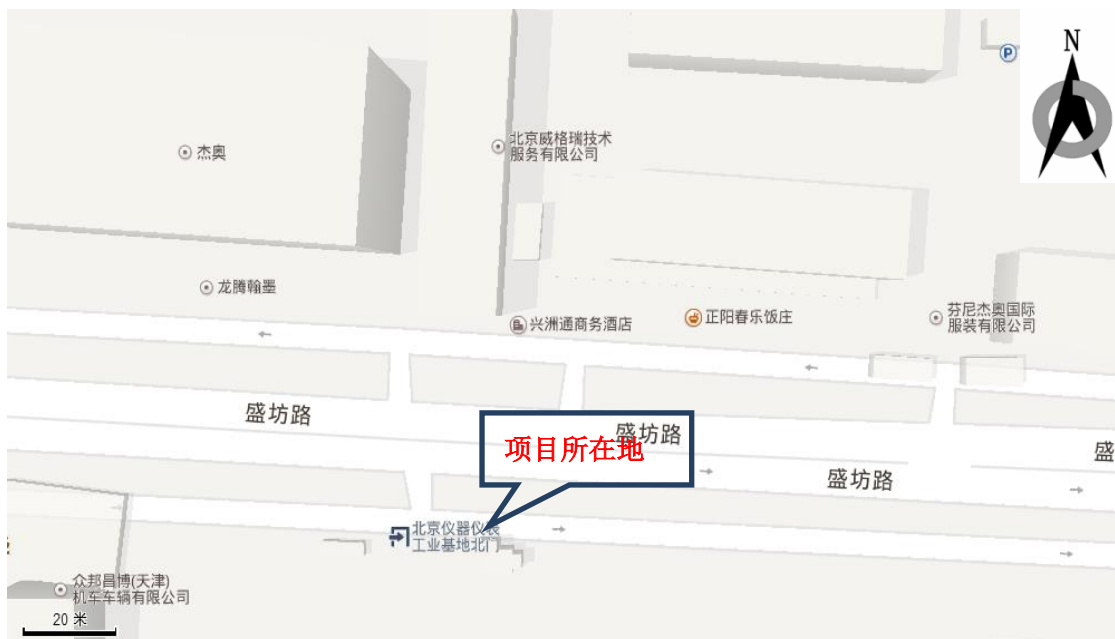 N
P
北京威格瑞技术
服务有限公司
杰奥
龙腾翰墨
兴洲通商务酒店
正阳春乐饭庄
芬尼杰奥国际
服装有限公司
盛坊路
盛坊路
项目所在地
盛坊路
盛
北京仪器仪表
工业基地北门
众邦昌博(天津)
机车车辆有限公司
20 米